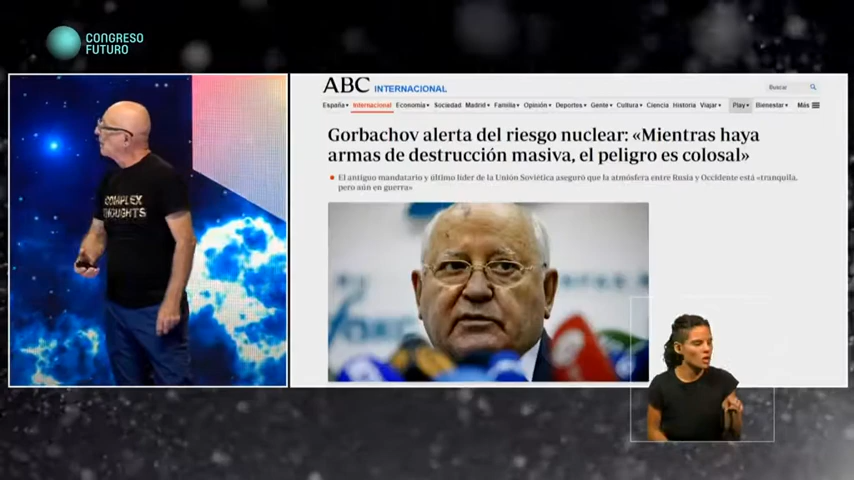 CONGRESO
FUTURO
COMPLEX
THOUGHTS
ABC INTERNACIONAL
Buscar
España Internacional Economía Sociedad Madrid Familia Opinión Deportes Gente Cultura Ciencia Historia Viajar Play Bienestar Más
Gorbachov alerta del riesgo nuclear: «Mientras haya
armas de destrucción masiva, el peligro es colosal»
El antiguo mandatario y último líder de la Unión Soviética aseguró que la atmósfera entre Rusia y Occidente está «tranquila,
pero aún en guerra»